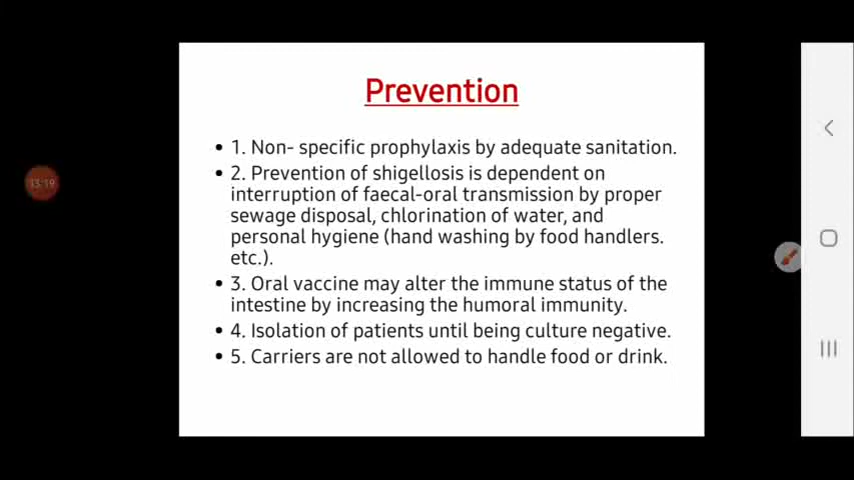 Prevention
• 1. Non- specific prophylaxis by adequate sanitation.
• 2. Prevention of shigellosis is dependent on
interruption of faecal-oral transmission by proper
sewage disposal, chlorination of water, and
personal hygiene (hand washing by food handlers.
etc.).
• 3. Oral vaccine may alter the immune status of the
intestine by increasing the humoral immunity.
• 4. Isolation of patients until being culture negative.
• 5. Carriers are not allowed to handle food or drink.
13:19